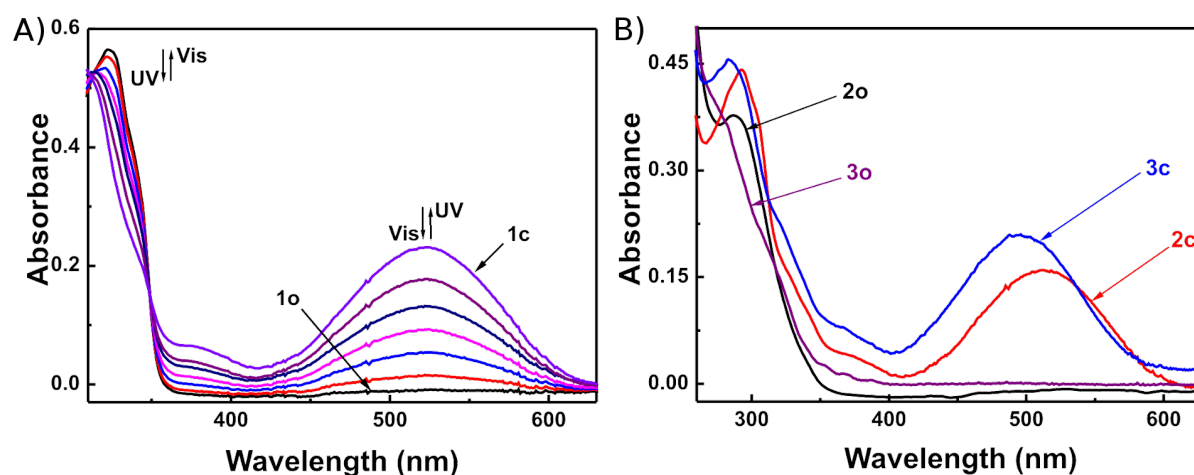 A)
0.6
0.4
0.2
0.0
Absorbance
UV
Vis
Vis
UV
1c
1o
400
500
600
Wavelength (nm)
B)
0.45
0.30
0.15
0.00
Absorbance
2o
3o
3c
2c
300
400
500
600
Wavelength (nm)